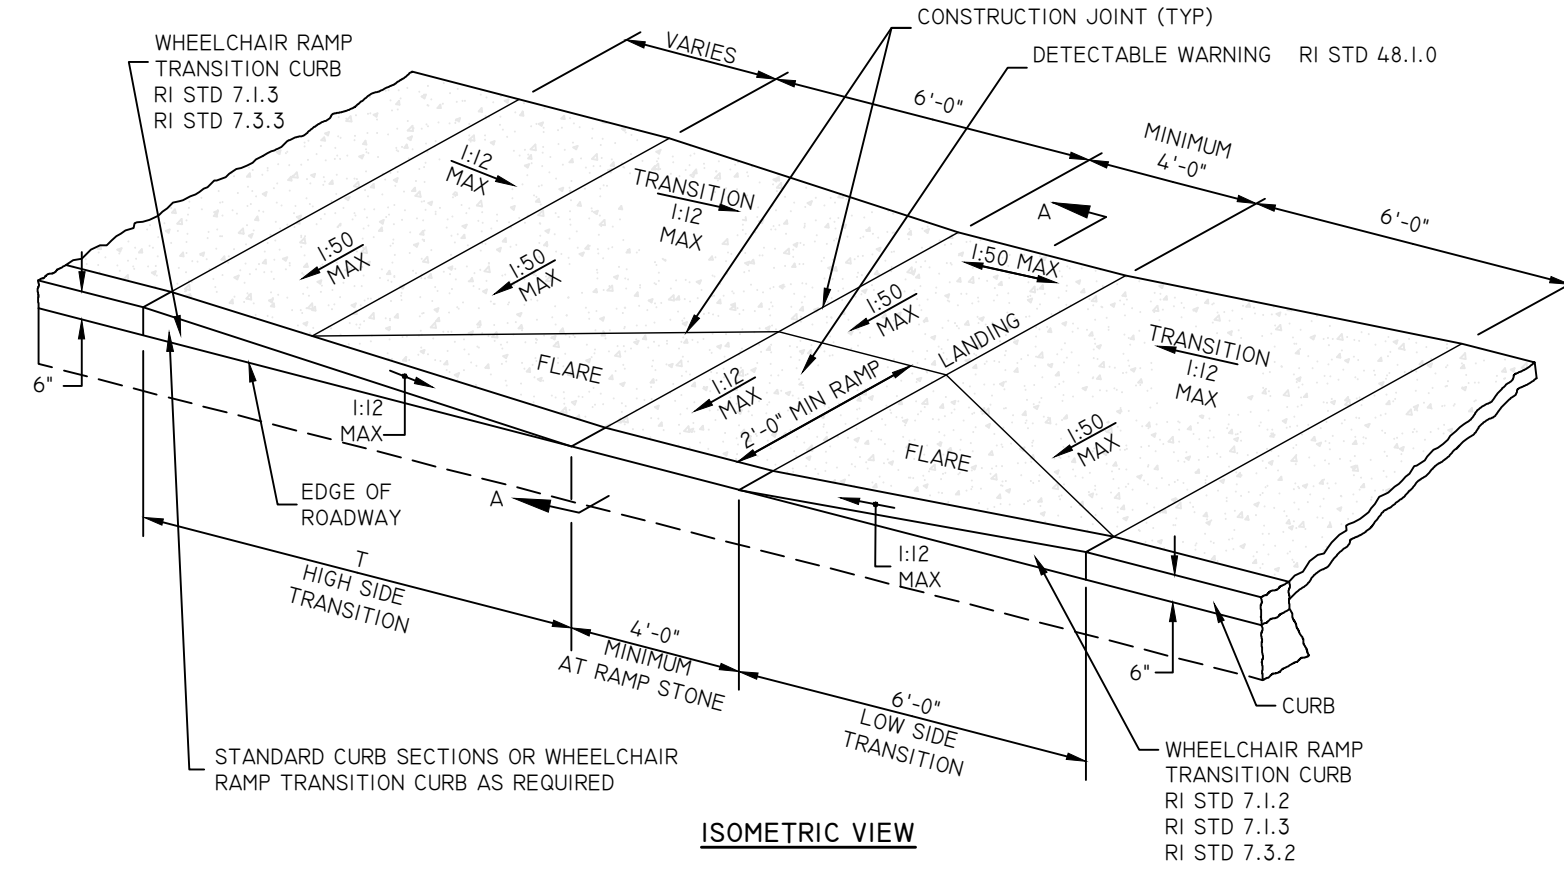 CONSTRUCTION JOINT (TYP)
DETECTABLE WARNING RI STD 48.1.0
WHEELCHAIR RAMP
TRANSITION CURB
RI STD 7.1.3
RI STD 7.3.3
VARIES
6'-0"
MINIMUM
4'-0"
6'-0"
1:12
MAX
TRANSITION
1:12
MAX
A
1:50
MAX
1:50
MAX
1:50 MAX
1:50
MAX
LANDING
TRANSITION
1:12
MAX
FLARE
1:12
MAX
2'-0" MIN RAMP
6"
1:12
MAX
FLARE
1:50
MAX
EDGE OF
ROADWAY
A
1:12
MAX
T
HIGH SIDE
TRANSITION
4'-0"
MINIMUM
AT RAMP STONE
6'-0"
LOW SIDE
TRANSITION
6"
CURB
STANDARD CURB SECTIONS OR WHEELCHAIR
RAMP TRANSITION CURB AS REQUIRED
WHEELCHAIR RAMP
TRANSITION CURB
RI STD 7.1.2
RI STD 7.1.3
RI STD 7.3.2
ISOMETRIC VIEW